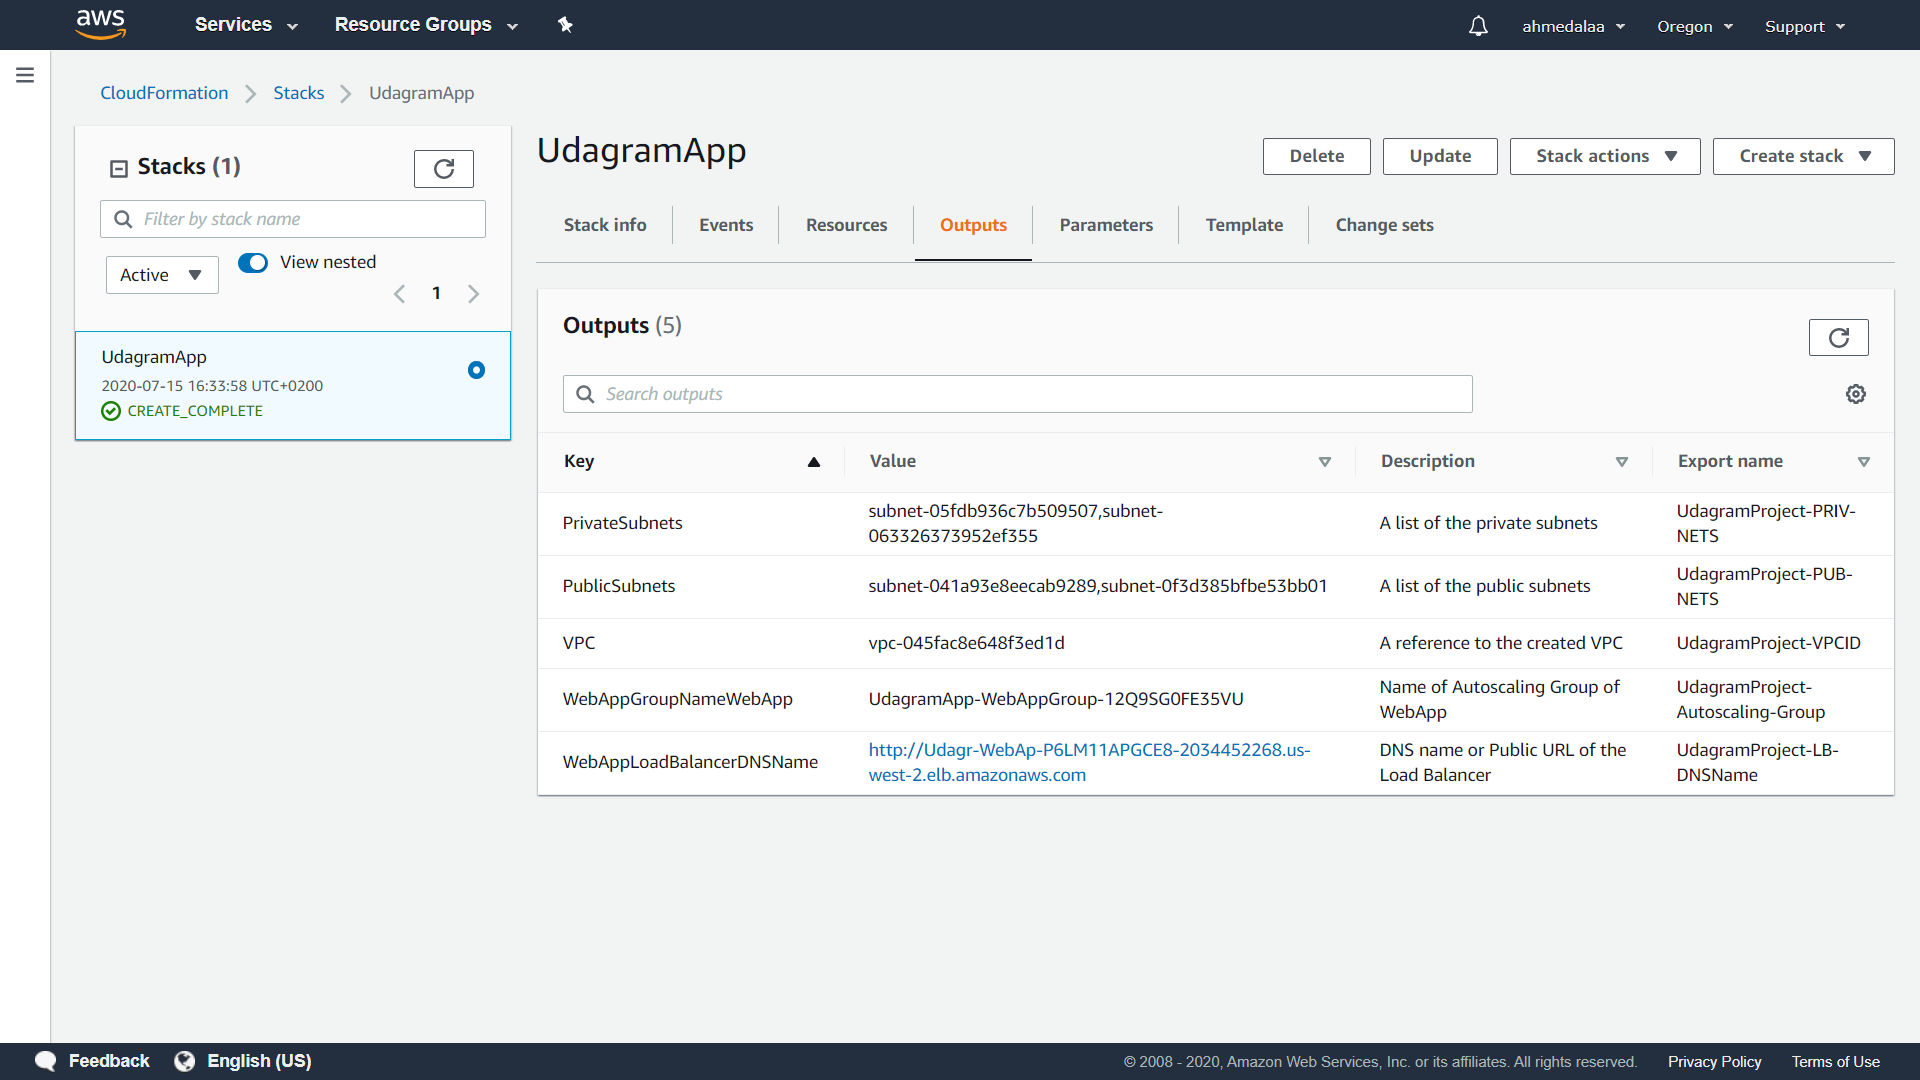 aws
Services
Resource Groups
ahmedalaa
Oregon
Support
CloudFormation
Stacks
UdagramApp
Stacks (1)
Filter by stack name
Active
View nested
1
UdagramApp
2020-07-15 16:33:58 UTC+0200
CREATE_COMPLETE
UdagramApp
Delete
Update
Stack actions
Create stack
Stack info
Events
Resources
Outputs
Parameters
Template
Change sets
Outputs (5)
Search outputs
Key
Value
Description
Export name
PrivateSubnets
subnet-05fdb936c7b509507,subnet-
063326373952ef355
A list of the private subnets
UdagramProject-PRIV-
NETS
PublicSubnets
subnet-041a93e8eecab9289,subnet-0f3d385bfbe53bb01
A list of the public subnets
UdagramProject-PUB-
NETS
VPC
vpc-045fac8e648f3ed1d
A reference to the created VPC
UdagramProject-VPCID
WebAppGroupNameWebApp
UdagramApp-WebAppGroup-12Q9SG0FE35VU
Name of Autoscaling Group of
WebApp
UdagramProject-
Autoscaling-Group
WebAppLoadBalancerDNSName
http://Udagr-WebAp-P6LM11APGCE8-2034452268.us-
west-2.elb.amazonaws.com
DNS name or Public URL of the
Load Balancer
UdagramProject-LB-
DNSName
Feedback
English (US)
© 2008 - 2020, Amazon Web Services, Inc. or its affiliates. All rights reserved.
Privacy Policy
Terms of Use